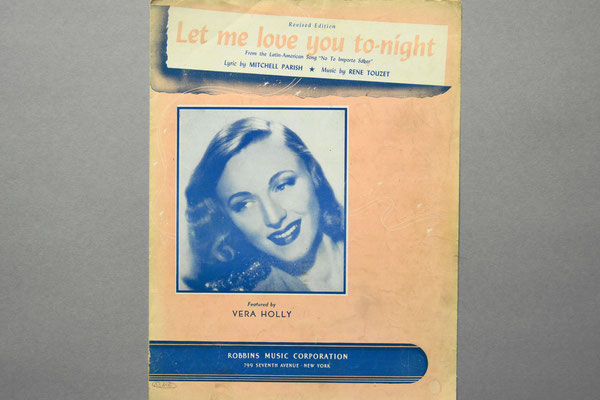 Revised Edition
Let me love you to-night
From the Latin-American Song "No Te Importe Saber"
Lyric by MITCHELL PARISH ★ Music by RENE TOUZET
Featured by
VERA HOLLY
ROBBINS MUSIC CORPORATION
799 SEVENTH AVENUE · NEW YORK